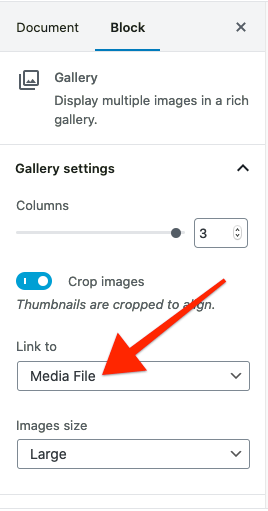 Document Block
Gallery
Display multiple images in a rich
gallery.
Gallery settings
Columns
3
Crop images
Thumbnails are cropped to align.
Link to
Media File
Images size
Large